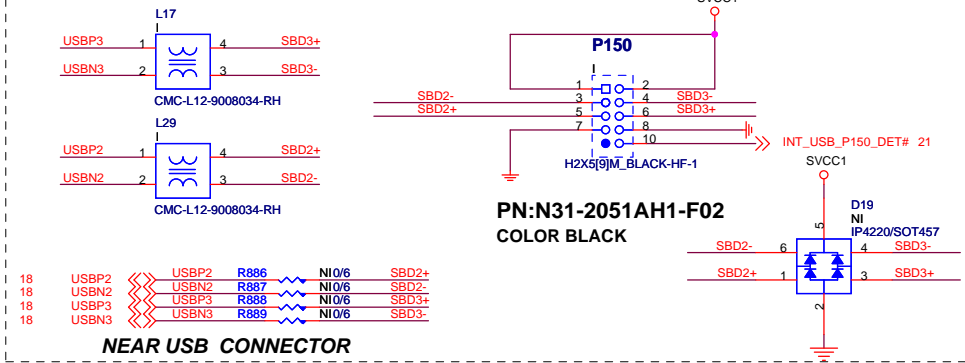 L17
I
USBP3 1 4 SBD3+
USBN3 2 3 SBD3-
CMC-L12-9008034-RH
L29
I
USBP2 1 4 SBD2+
USBN2 2 3 SBD2-
CMC-L12-9008034-RH
18 USBP2 USBP2 R886 NI0/6 SBD2+
18 USBN2 USBN2 R887 NI0/6 SBD2-
18 USBP3 USBP3 R888 NI0/6 SBD3+
18 USBN3 USBN3 R889 NI0/6 SBD3-
NEAR USB CONNECTOR
SVCC1
P150
I
1 2
SBD2- 3 4 SBD3-
SBD2+ 5 6 SBD3+
7 8
10
INT_USB_P150_DET# 21
H2X5[9]M_BLACK-HF-1
PN:N31-2051AH1-F02
COLOR BLACK
SVCC1
D19
NI
IP4220/SOT457
5
SBD2- 6 4 SBD3-
SBD2+ 1 3 SBD3+
2